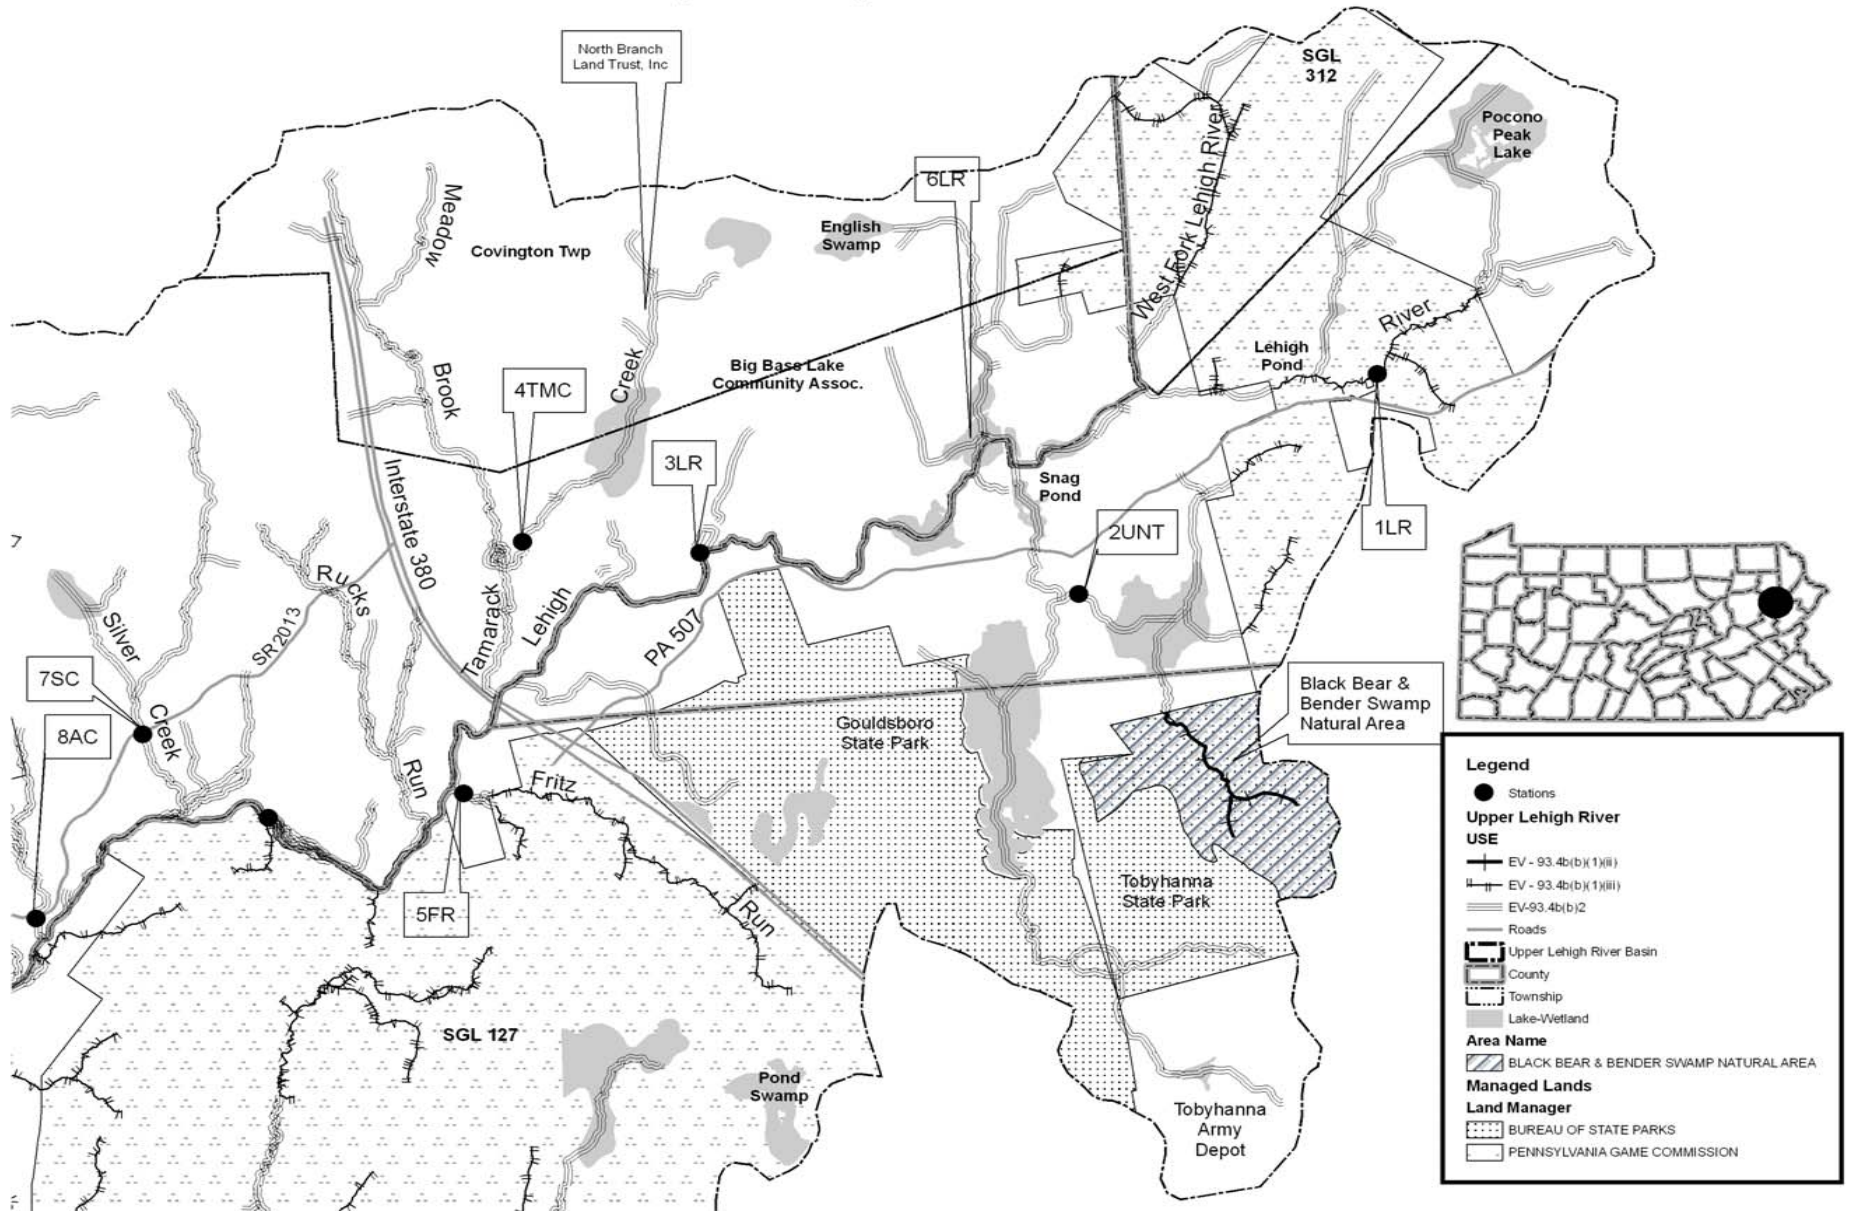 North Branch
Land Trust, Inc
SGL
312
Pocono
Peak
Lake
6LR
West Fork Lehigh River
English
Swamp
Meadow
Brook
Covington Twp
Creek
Big Bass Lake
Community Assoc.
Lehigh
Pond
River
4TMC
3LR
Interstate 380
Snag
Pond
2UNT
1LR
7
Rucks
Run
SR2013
Silver
Creek
Tamarack
Lehigh
PA 507
7SC
8AC
Black Bear &
Bender Swamp
Natural Area
Gouldsboro
State Park
Fritz
Run
5FR
Tobyhanna
State Park
SGL 127
Pond
Swamp
Tobyhanna
Army
Depot
Legend
Stations
Upper Lehigh River
USE
EV - 93.4b(b)(1)(ii)
EV - 93.4b(b)(1)(iii)
EV-93.4b(b)2
Roads
Upper Lehigh River Basin
County
Township
Lake-Wetland
Area Name
BLACK BEAR & BENDER SWAMP NATURAL AREA
Managed Lands
Land Manager
BUREAU OF STATE PARKS
PENNSYLVANIA GAME COMMISSION